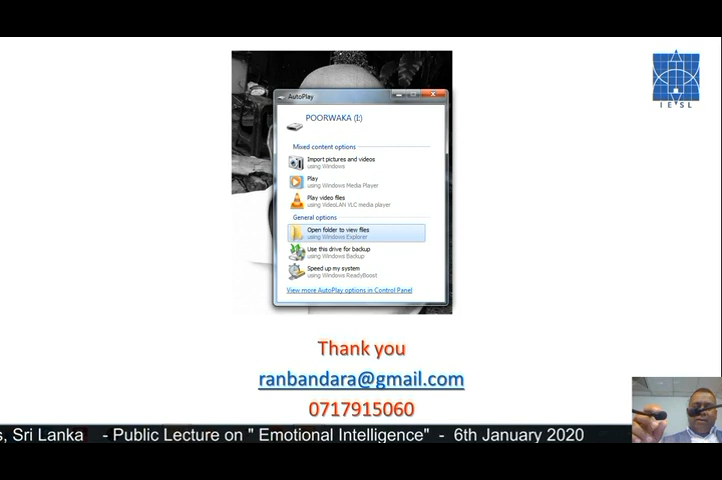 AutoPlay
POORWAKA (I:)
Mixed content options
Import pictures and videos
using Windows
Play
using Windows Media Player
Play video files
using VideoLAN VLC media player
General options
Open folder to view files
using Windows Explorer
Use this drive for backup
using Windows Backup
Speed up my system
using Windows ReadyBoost
View more AutoPlay options in Control Panel
IESL
Thank you
ranbandara@gmail.com
0717915060
s, Sri Lanka - Public Lecture on " Emotional Intelligence" - 6th January 2020